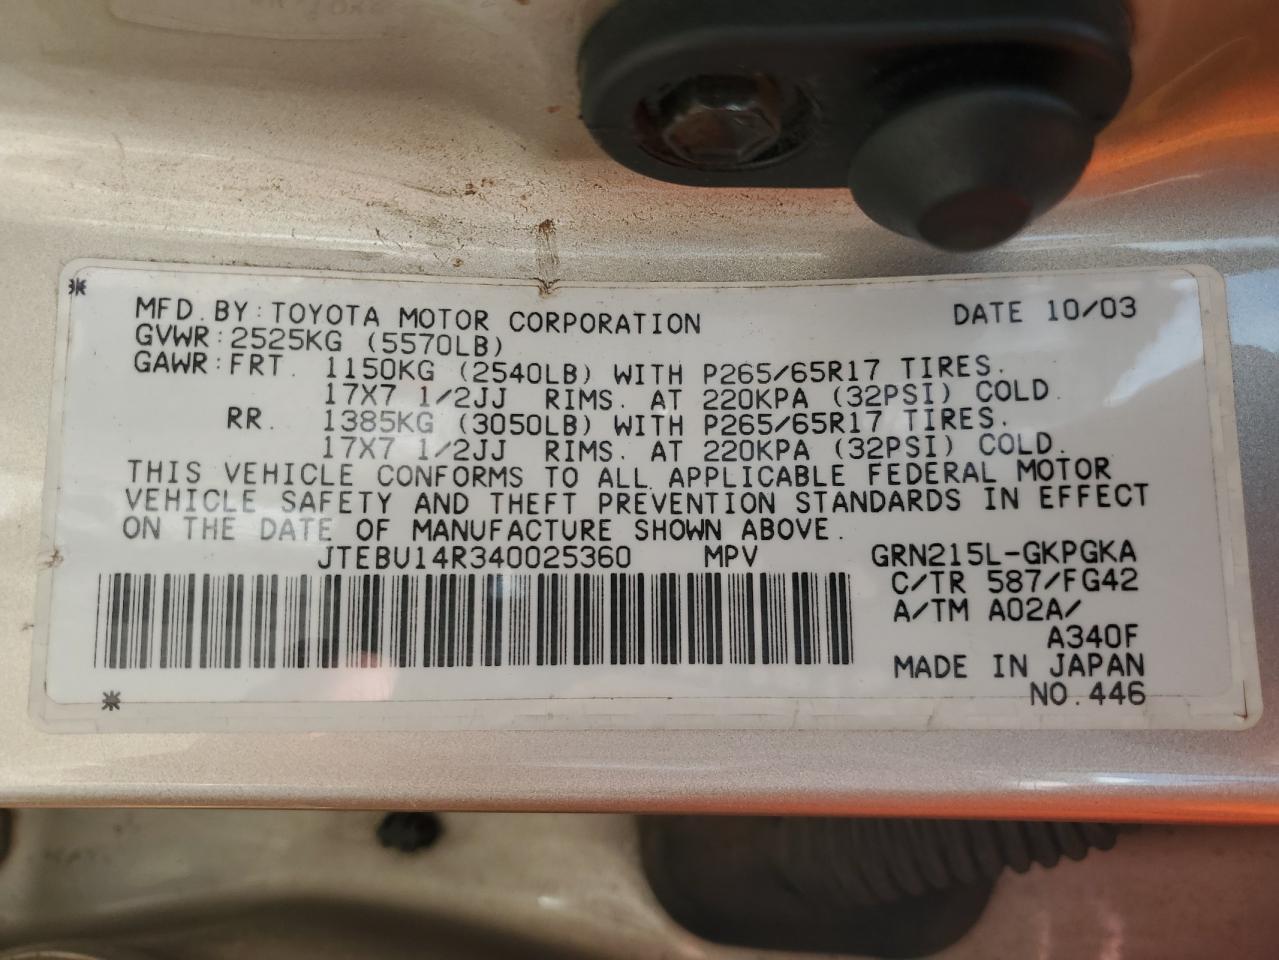 MFD. BY: TOYOTA MOTOR CORPORATION DATE 10/03
GVWR: 2525KG (5570LB)
GAWR: FRT. 1150KG (2540LB) WITH P265/65R17 TIRES.
17X7 1/2JJ RIMS. AT 220KPA (32PSI) COLD.
RR. 1385KG (3050LB) WITH P265/65R17 TIRES.
17X7 1/2JJ RIMS. AT 220KPA (32PSI) COLD.
THIS VEHICLE CONFORMS TO ALL APPLICABLE FEDERAL MOTOR
VEHICLE SAFETY AND THEFT PREVENTION STANDARDS IN EFFECT
ON THE DATE OF MANUFACTURE SHOWN ABOVE.
JTEBU14R340025360 MPV GRN215L-GKPGKA
C/TR 587/FG42
A/TM A02A/
A340F
MADE IN JAPAN
NO. 446